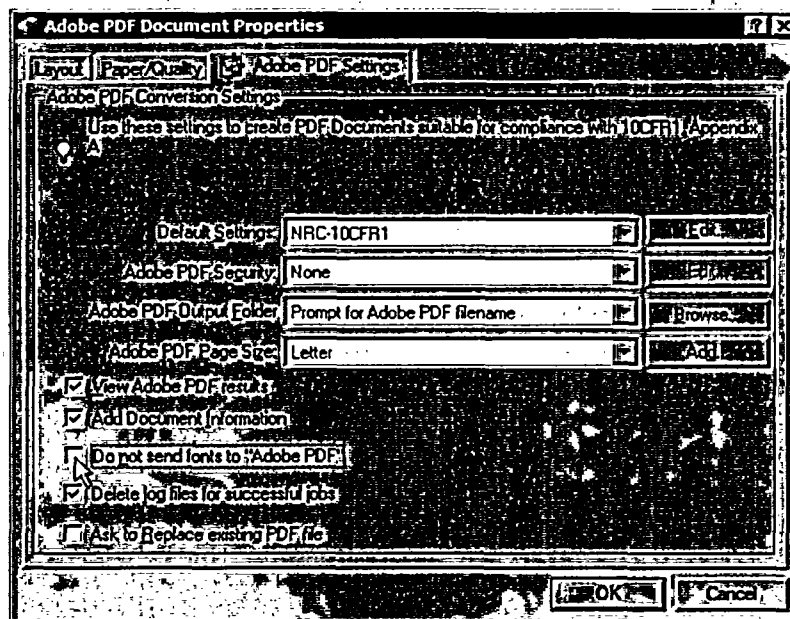 Adobe PDF Document Properties
Layout Paper/Quality Adobe PDF Settings
Adobe PDF Conversion Settings
Use these settings to create PDF Documents suitable for compliance with 10CFR1 Appendix
A
Default Settings: NRC-10CFR1 Edit...
Adobe PDF Security: None
Adobe PDF Output Folder Prompt for Adobe PDF filename Browse...
Adobe PDF Page Size: Letter Add...
View Adobe PDF results
Add Document Information
Do not send fonts to "Adobe PDF"
Delete log files for successful jobs
Ask to Replace existing PDF file
OK Cancel